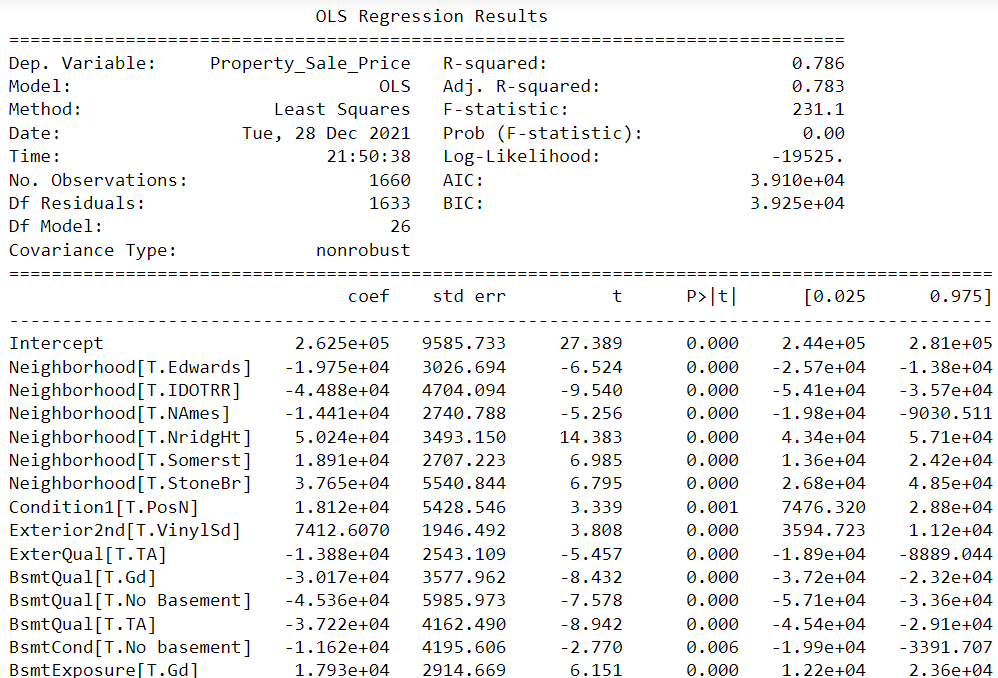 OLS Regression Results
==============================================================================
Dep. Variable:     Property_Sale_Price   R-squared:                       0.786
Model:                             OLS   Adj. R-squared:                  0.783
Method:                  Least Squares   F-statistic:                     231.1
Date:                 Tue, 28 Dec 2021   Prob (F-statistic):               0.00
Time:                         21:50:38   Log-Likelihood:                -19525.
No. Observations:                 1660   AIC:                         3.910e+04
Df Residuals:                     1633   BIC:                         3.925e+04
Df Model:                           26
Covariance Type:             nonrobust
============================================================================================
                                coef    std err          t      P>|t|      [0.025      0.975]
--------------------------------------------------------------------------------------------
Intercept                  2.625e+05   9585.733     27.389      0.000    2.44e+05    2.81e+05
Neighborhood[T.Edwards]   -1.975e+04   3026.694     -6.524      0.000   -2.57e+04   -1.38e+04
Neighborhood[T.IDOTRR]    -4.488e+04   4704.094     -9.540      0.000   -5.41e+04   -3.57e+04
Neighborhood[T.NAmes]     -1.441e+04   2740.788     -5.256      0.000   -1.98e+04   -9030.511
Neighborhood[T.NridgHt]    5.024e+04   3493.150     14.383      0.000    4.34e+04    5.71e+04
Neighborhood[T.Somerst]    1.891e+04   2707.223      6.985      0.000    1.36e+04    2.42e+04
Neighborhood[T.StoneBr]    3.765e+04   5540.844      6.795      0.000    2.68e+04    4.85e+04
Condition1[T.PosN]         1.812e+04   5428.546      3.339      0.001    7476.320    2.88e+04
Exterior2nd[T.VinylSd]     7412.6070   1946.492      3.808      0.000    3594.723    1.12e+04
ExterQual[T.TA]           -1.388e+04   2543.109     -5.457      0.000   -1.89e+04   -8889.044
BsmtQual[T.Gd]            -3.017e+04   3577.962     -8.432      0.000   -3.72e+04   -2.32e+04
BsmtQual[T.No Basement]   -4.536e+04   5985.973     -7.578      0.000   -5.71e+04   -3.36e+04
BsmtQual[T.TA]            -3.722e+04   4162.490     -8.942      0.000   -4.54e+04   -2.91e+04
BsmtCond[T.No basement]   -1.162e+04   4195.606     -2.770      0.006   -1.99e+04   -3391.707
BsmtExposure[T.Gd]         1.793e+04   2914.669      6.151      0.000    1.22e+04    2.36e+04